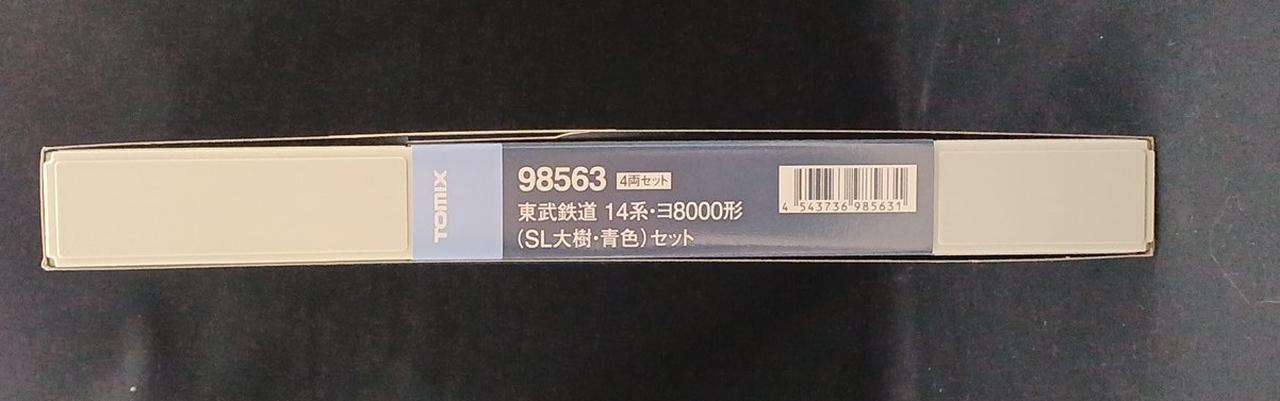 TOMIX
98563 4両セット
東武鉄道 14系・ヨ8000形
(SL大樹・青色)セット
4 543736 985631